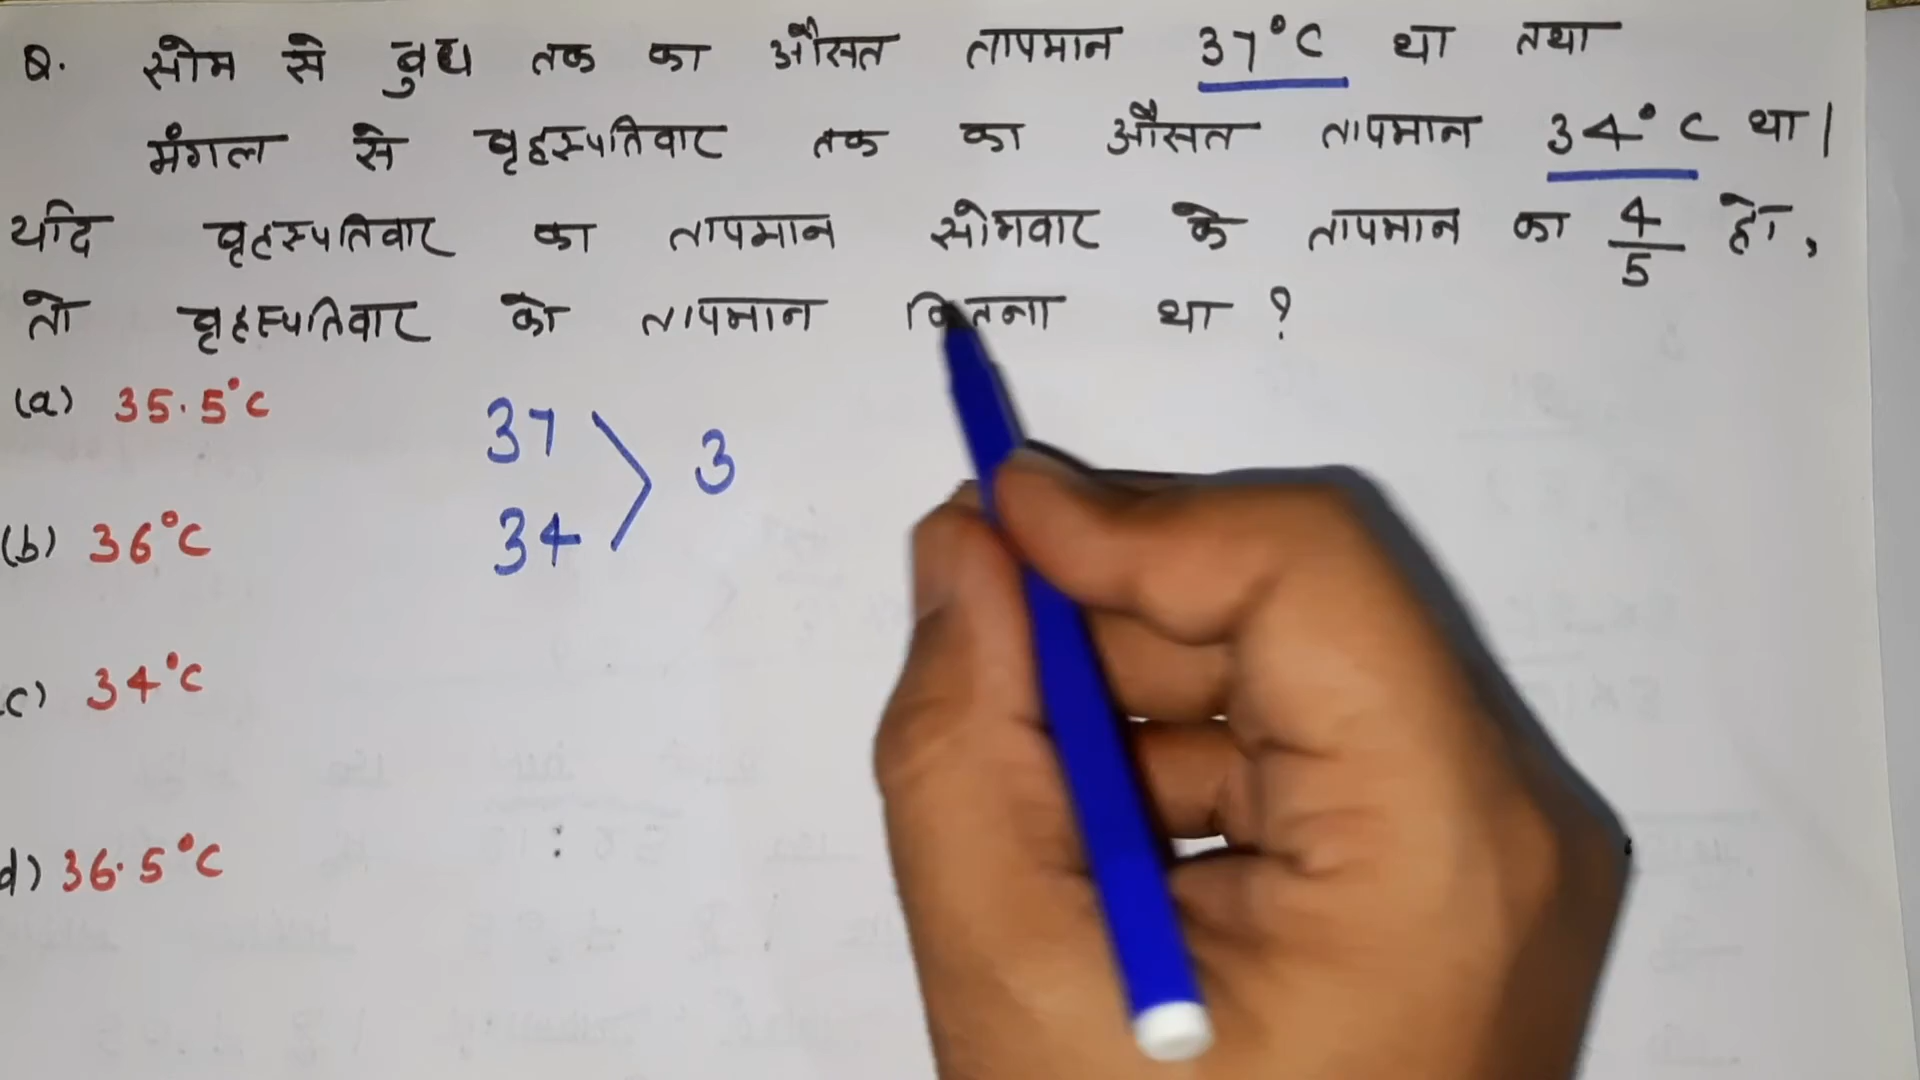 Q. सोम से बुध तक का औसत तापमान 37°C था तथा
मंगल से बृहस्पतिवार तक का औसत तापमान 34°C था।
यदि बृहस्पतिवार का तापमान सोमवार के तापमान का 4/5 हो,
तो बृहस्पतिवार को तापमान कितना था ?
(a) 35.5°C
(b) 36°C
c) 34°C
d) 36.5°C
37
34
3